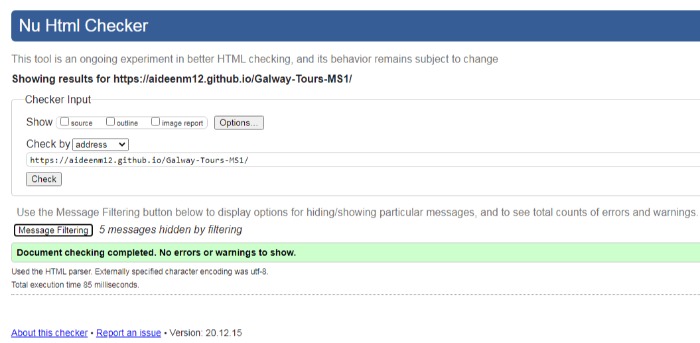 Nu Html Checker
This tool is an ongoing experiment in better HTML checking, and its behavior remains subject to change
Showing results for https://aideenm12.github.io/Galway-Tours-MS1/
Checker Input
Show source outline image report Options...
Check by address
https://aideenm12.github.io/Galway-Tours-MS1/
Check
Use the Message Filtering button below to display options for hiding/showing particular messages, and to see total counts of errors and warnings.
Message Filtering 5 messages hidden by filtering
Document checking completed. No errors or warnings to show.
Used the HTML parser. Externally specified character encoding was utf-8.
Total execution time 85 milliseconds.
About this checker • Report an issue • Version: 20.12.15